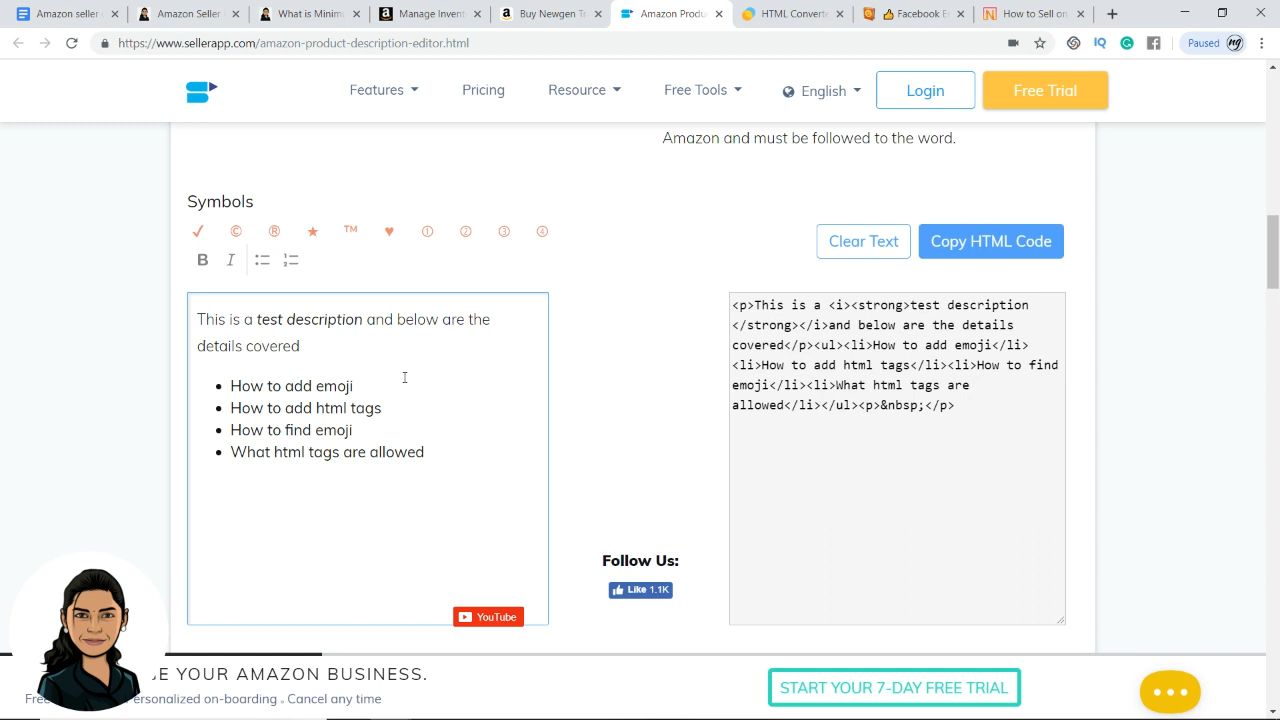 Amazon seller c
Amazon Seller
What is Minim
Manage Invent
Buy Newgen Te
Amazon Produ
HTML Converte
Facebook E
How to Sell on
https://www.sellerapp.com/amazon-product-description-editor.html
Paused
Features
Pricing
Resource
Free Tools
English
Login
Free Trial
Amazon and must be followed to the word.
Symbols
✓ © ® ★ ™ ♥ ① ② ③ ④
B I
Clear Text
Copy HTML Code
This is a test description and below are the
details covered
• How to add emoji
• How to add html tags
• How to find emoji
• What html tags are allowed
<p>This is a <i><strong>test description
</strong></i>and below are the details
covered</p><ul><li>How to add emoji</li>
<li>How to add html tags</li><li>How to find
emoji</li><li>What html tags are
allowed</li></ul><p>&nbsp;</p>
Follow Us:
Like 1.1K
YouTube
E YOUR AMAZON BUSINESS.
Free
ersonalized on-boarding . Cancel any time
START YOUR 7-DAY FREE TRIAL